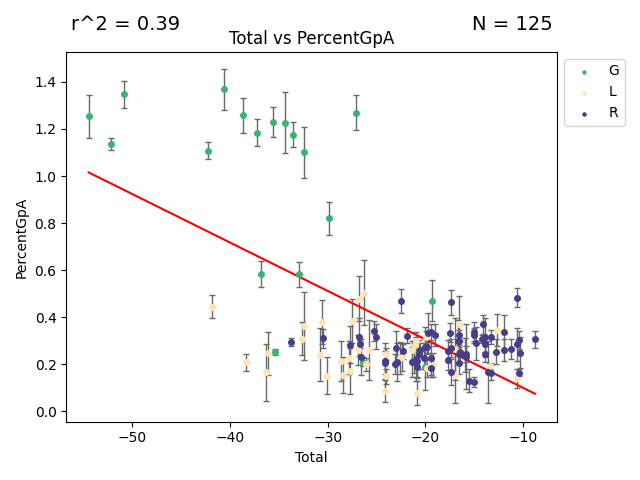 r^2 = 0.39 N = 125
Total vs PercentGpA
G
L
R
1.4
1.2
1.0
0.8
0.6
0.4
0.2
0.0
PercentGpA
−50 −40 −30 −20 −10
Total